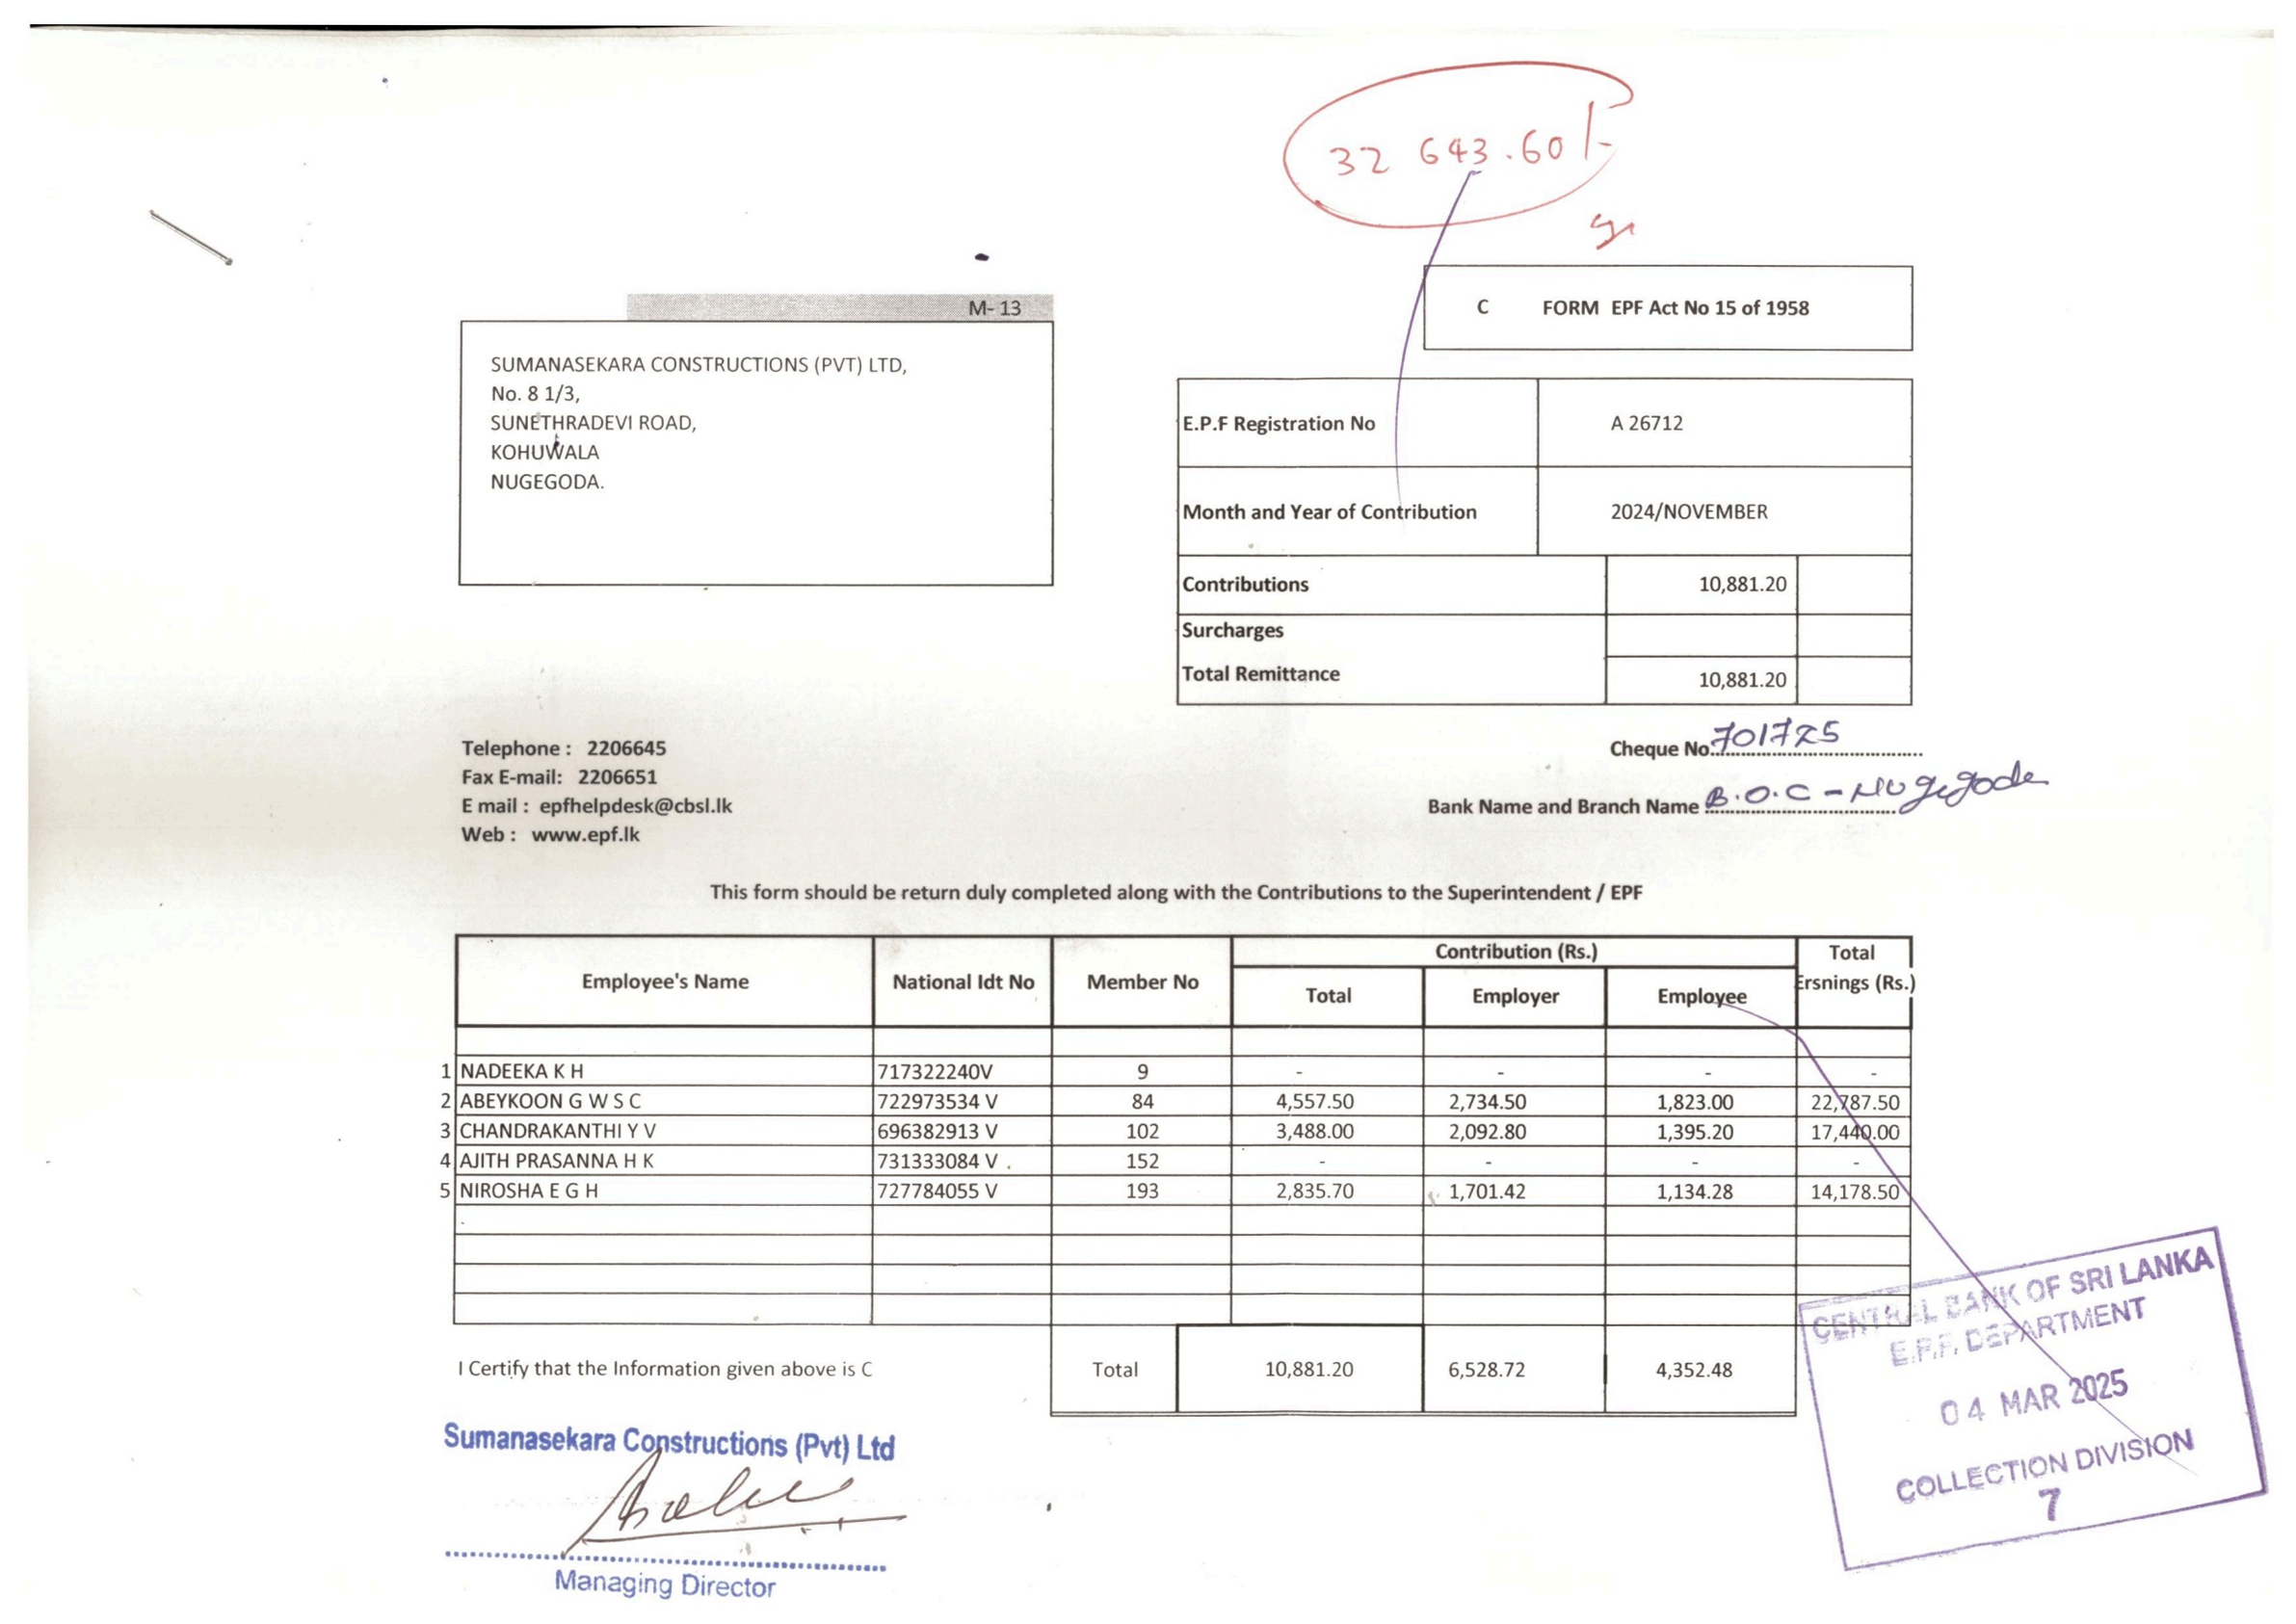 32 643.60/-
M- 13
SUMANASEKARA CONSTRUCTIONS (PVT) LTD,
No. 8 1/3,
SUNETHRADEVI ROAD,
KOHUWALA
NUGEGODA.
C FORM EPF Act No 15 of 1958
E.P.F Registration No A 26712
Month and Year of Contribution 2024/NOVEMBER
Contributions 10,881.20
Surcharges
Total Remittance 10,881.20
Telephone : 2206645
Fax E-mail: 2206651
E mail : epfhelpdesk@cbsl.lk
Web : www.epf.lk
Cheque No. 701725
Bank Name and Branch Name B.O.C - Nugegoda
This form should be return duly completed along with the Contributions to the Superintendent / EPF
Employee's Name National Idt No Member No Contribution (Rs.) Total Ersnings (Rs.)
Total Employer Employee
1 NADEEKA K H 717322240V 9 - - - -
2 ABEYKOON G W S C 722973534 V 84 4,557.50 2,734.50 1,823.00 22,787.50
3 CHANDRAKANTHI Y V 696382913 V 102 3,488.00 2,092.80 1,395.20 17,440.00
4 AJITH PRASANNA H K 731333084 V . 152 - - - -
5 NIROSHA E G H 727784055 V 193 2,835.70 1,701.42 1,134.28 14,178.50
I Certify that the Information given above is C Total 10,881.20 6,528.72 4,352.48
Sumanasekara Constructions (Pvt) Ltd
Managing Director
CENTRAL BANK OF SRI LANKA
E.P.F. DEPARTMENT
04 MAR 2025
COLLECTION DIVISION
7